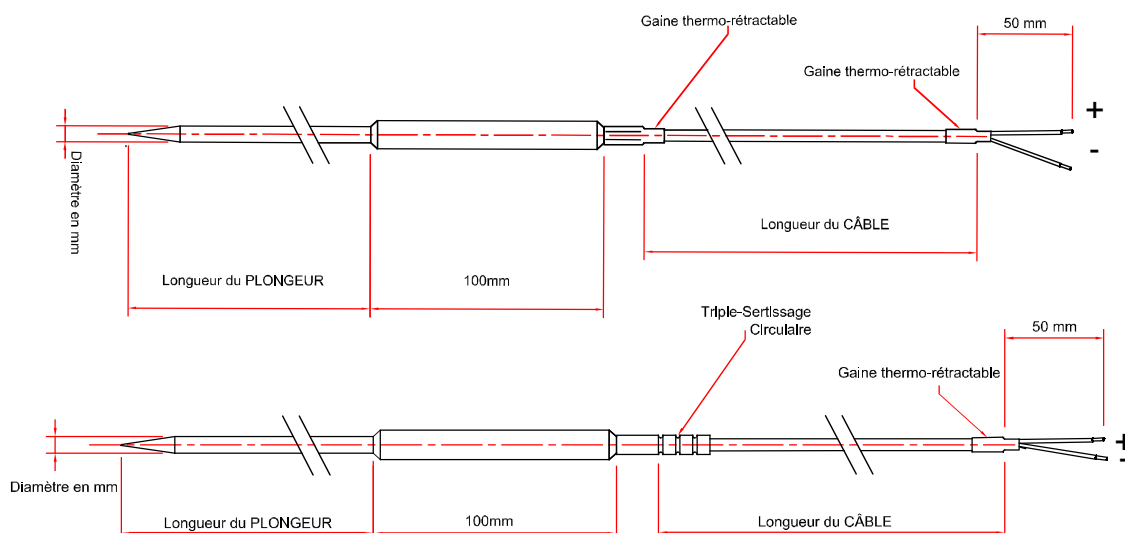 Gaine thermo-rétractable
50 mm
Gaine thermo-rétractable
+
-
Diamètre en mm
Longueur du CÂBLE
Longueur du PLONGEUR
100mm
Triple-Sertissage
Circulaire
50 mm
Gaine thermo-rétractable
+
-
Diamètre en mm
Longueur du PLONGEUR
100mm
Longueur du CÂBLE